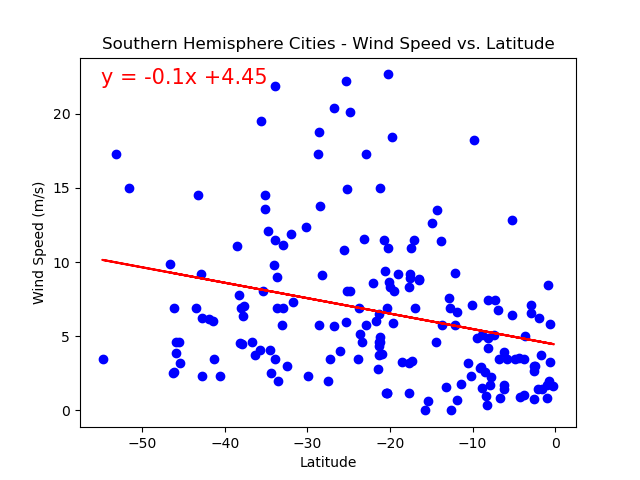 Southern Hemisphere Cities - Wind Speed vs. Latitude
y = -0.1x +4.45
20
15
10
5
0
Wind Speed (m/s)
−50 −40 −30 −20 −10 0
Latitude